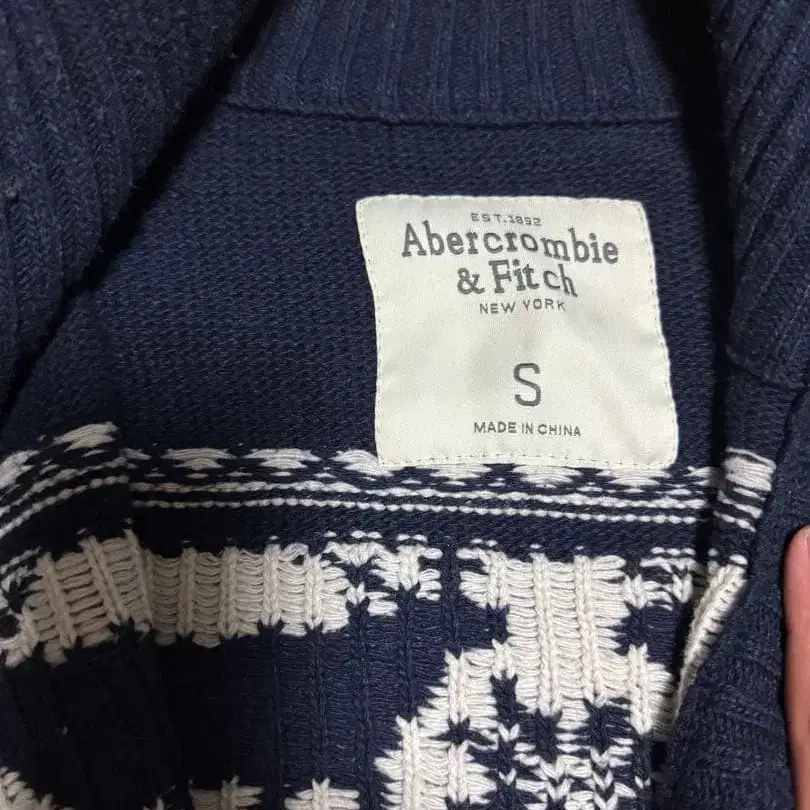 EST.1892
Abercrombie
& Fitch
NEW YORK
S
MADE IN CHINA